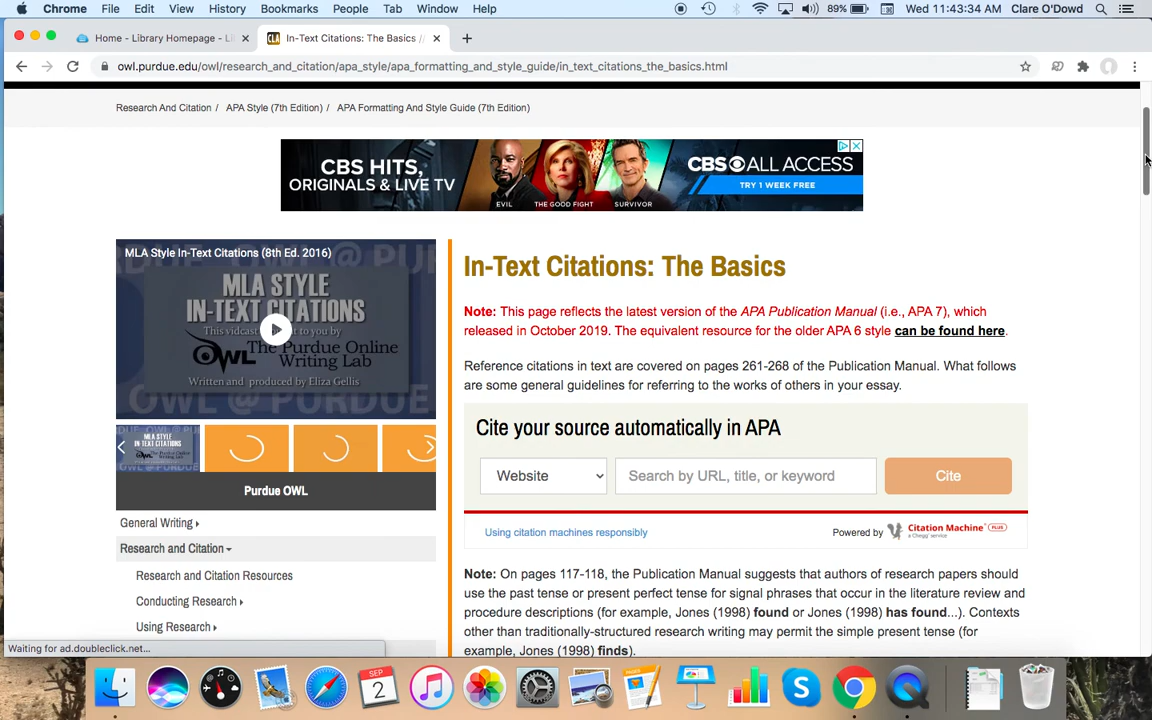 Chrome File Edit View History Bookmarks People Tab Window Help 89% Wed 11:43:34 AM Clare O'Dowd
Home - Library Homepage - Li
In-Text Citations: The Basics //
owl.purdue.edu/owl/research_and_citation/apa_style/apa_formatting_and_style_guide/in_text_citations_the_basics.html
Research And Citation / APA Style (7th Edition) / APA Formatting And Style Guide (7th Edition)
CBS HITS,
ORIGINALS & LIVE TV
EVIL THE GOOD FIGHT SURVIVOR
CBS ALL ACCESS
TRY 1 WEEK FREE
MLA Style In-Text Citations (8th Ed. 2016)
OWL @ PURDUE
MLA STYLE
IN-TEXT CITATIONS
This vidcast brought to you by
OWL The Purdue Online
Writing Lab
Written and produced by Eliza Gellis
OWL @ PURDUE
MLA STYLE
IN-TEXT CITATIONS
Purdue OWL
General Writing
Research and Citation
Research and Citation Resources
Conducting Research
Using Research
In-Text Citations: The Basics
Note: This page reflects the latest version of the APA Publication Manual (i.e., APA 7), which
released in October 2019. The equivalent resource for the older APA 6 style can be found here.
Reference citations in text are covered on pages 261-268 of the Publication Manual. What follows
are some general guidelines for referring to the works of others in your essay.
Cite your source automatically in APA
Website Search by URL, title, or keyword Cite
Using citation machines responsibly Powered by Citation Machine PLUS
a Chegg service
Note: On pages 117-118, the Publication Manual suggests that authors of research papers should
use the past tense or present perfect tense for signal phrases that occur in the literature review and
procedure descriptions (for example, Jones (1998) found or Jones (1998) has found...). Contexts
other than traditionally-structured research writing may permit the simple present tense (for
example, Jones (1998) finds).
Waiting for ad.doubleclick.net...
SEP
2